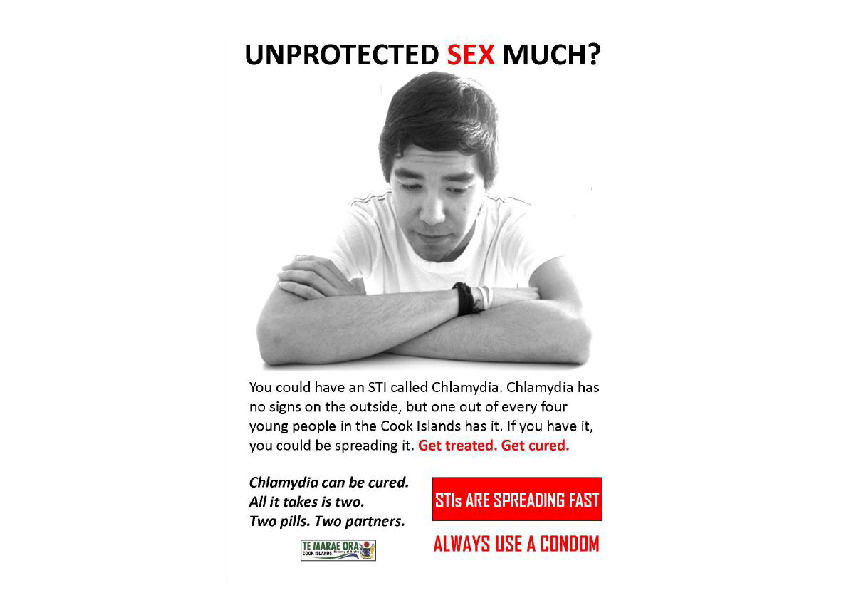 UNPROTECTED SEX MUCH?
You could have an STI called Chlamydia. Chlamydia has
no signs on the outside, but one out of every four
young people in the Cook Islands has it. If you have it,
you could be spreading it. Get treated. Get cured.
Chlamydia can be cured.
All it takes is two.
Two pills. Two partners.
STIs ARE SPREADING FAST
ALWAYS USE A CONDOM
TE MARAE ORA
COOK ISLANDS